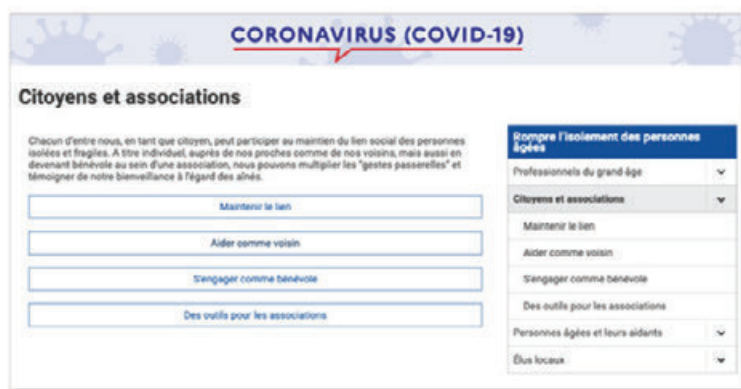 CORONAVIRUS (COVID-19)
Citoyens et associations
Chacun d'entre nous, en tant que citoyen, peut participer au maintien du lien social des personnes
isolées et fragiles. A titre individuel, auprès de nos proches comme de nos voisins, mais aussi en
devenant bénévole au sein d'une association, nous pouvons multiplier les "gestes passerelles" et
témoigner de notre bienveillance à l'égard des aînés.
Maintenir le lien
Aider comme voisin
S'engager comme bénévole
Des outils pour les associations
Rompre l'isolement des personnes
âgées
Professionnels du grand âge
Citoyens et associations
Maintenir le lien
Aider comme voisin
S'engager comme bénévole
Des outils pour les associations
Personnes âgées et leurs aidants
Élus locaux